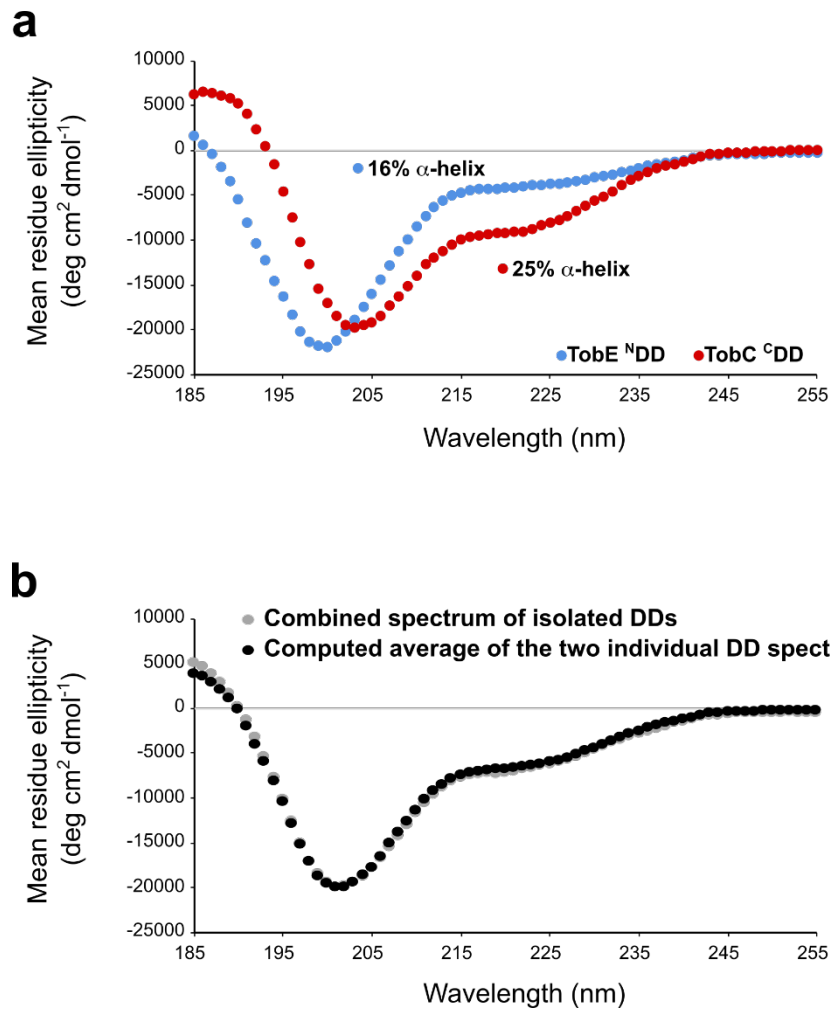 a
10000
5000
0
-5000
-10000
-15000
-20000
-25000
Mean residue ellipticity
(deg cm² dmol⁻¹)
16% α-helix
25% α-helix
TobE ᴺDD TobC ᶜDD
185 195 205 215 225 235 245 255
Wavelength (nm)
b
10000
5000
0
-5000
-10000
-15000
-20000
-25000
Mean residue ellipticity
(deg cm² dmol⁻¹)
Combined spectrum of isolated DDs
Computed average of the two individual DD spect
185 195 205 215 225 235 245 255
Wavelength (nm)